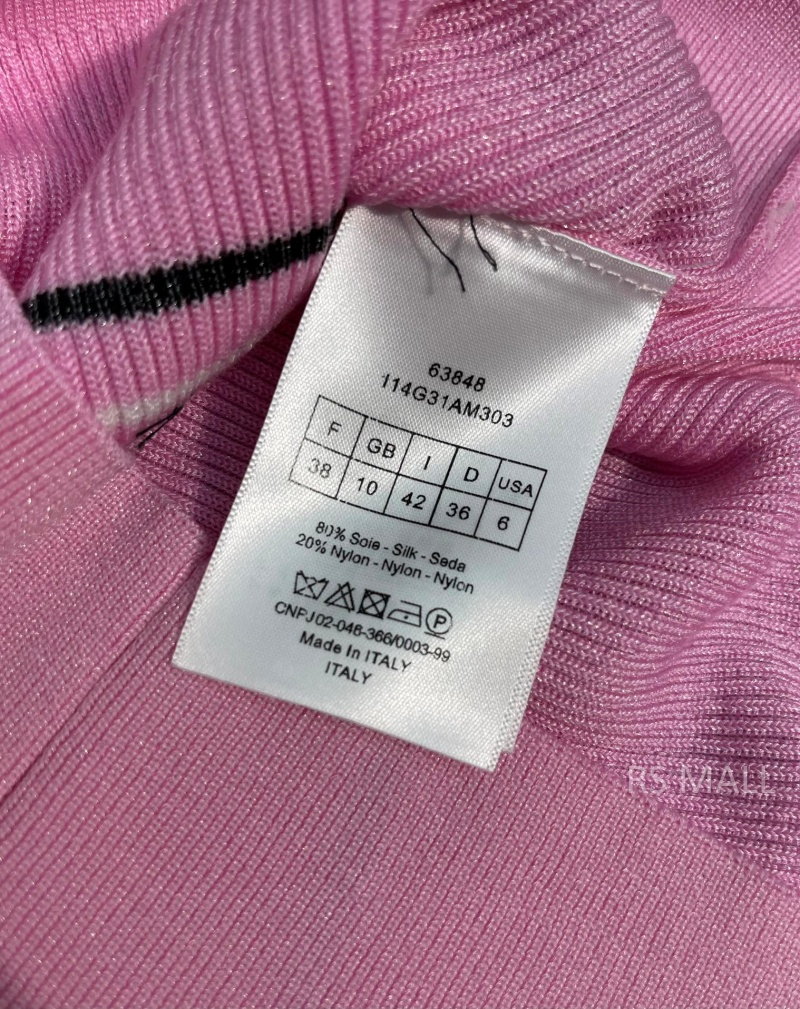 63848
114G31AM303
F GB I D USA
38 10 42 36 6
80% Soie - Silk - Seda
20% Nylon - Nylon - Nylon
P
CNPJ02-046-366/0003-99
Made In ITALY
ITALY
RS MALL